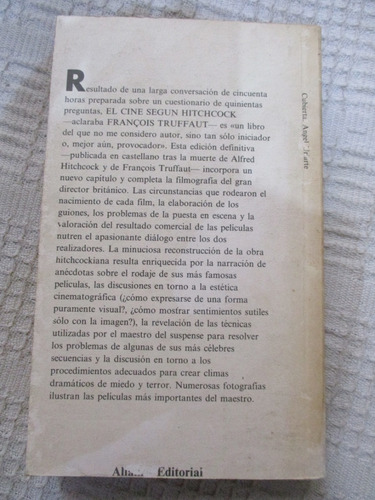 Resultado de una larga conversación de cincuenta
horas preparada sobre un cuestionario de quinientas
preguntas, EL CINE SEGUN HITCHCOCK
—aclaraba FRANÇOIS TRUFFAUT— es «un libro
del que no me considero autor, sino tan sólo iniciador
o, mejor aún, provocador». Esta edición definitiva
—publicada en castellano tras la muerte de Alfred
Hitchcock y de François Truffaut— incorpora un
nuevo capítulo y completa la filmografía del gran
director británico. Las circunstancias que rodearon el
nacimiento de cada film, la elaboración de los
guiones, los problemas de la puesta en escena y la
valoración del resultado comercial de las películas
nutren el apasionante diálogo entre los dos
realizadores. La minuciosa reconstrucción de la obra
hitchcockiana resulta enriquecida por la narración de
anécdotas sobre el rodaje de sus más famosas
películas, las discusiones en torno a la estética
cinematográfica (¿cómo expresarse de una forma
puramente visual?, ¿cómo mostrar sentimientos sutiles
sólo con la imagen?), la revelación de las técnicas
utilizadas por el maestro del suspense para resolver
los problemas de algunas de sus más célebres
secuencias y la discusión en torno a los
procedimientos adecuados para crear climas
dramáticos de miedo y terror. Numerosas fotografías
ilustran las películas más importantes del maestro.
Editorial
Cubierta: Angel